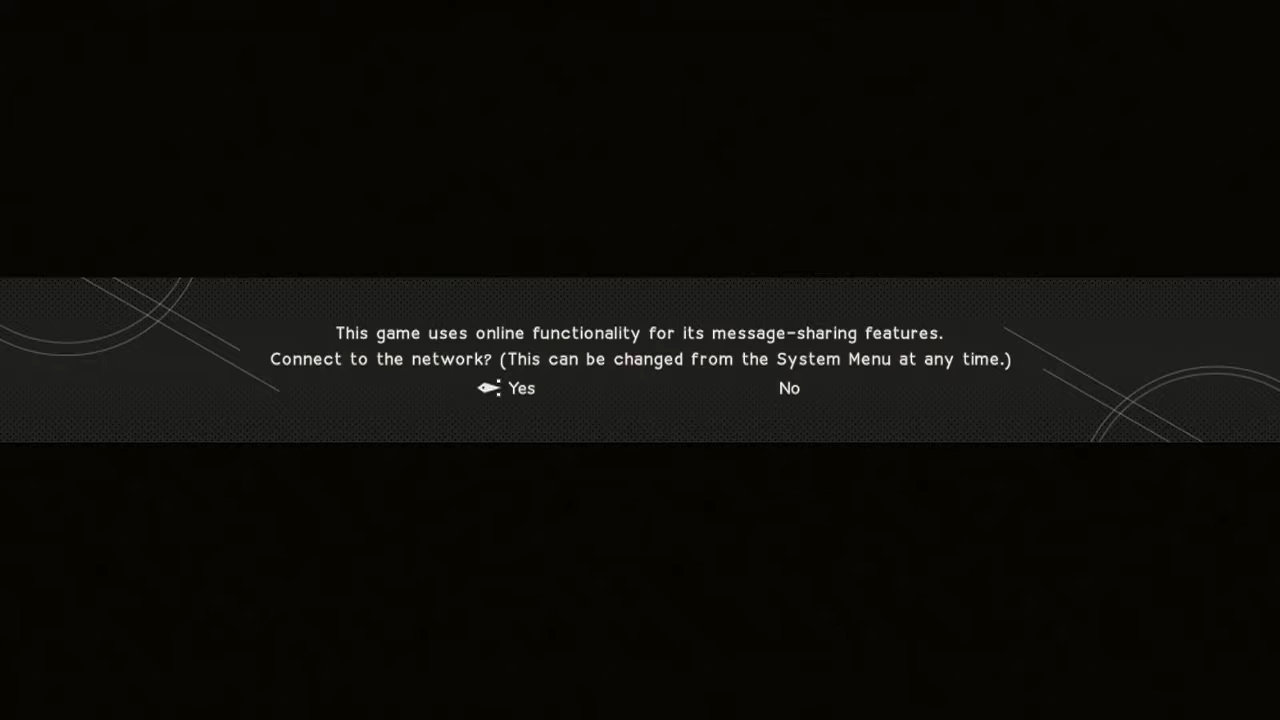 This game uses online functionality for its message-sharing features.
Connect to the network? (This can be changed from the System Menu at any time.)
Yes No